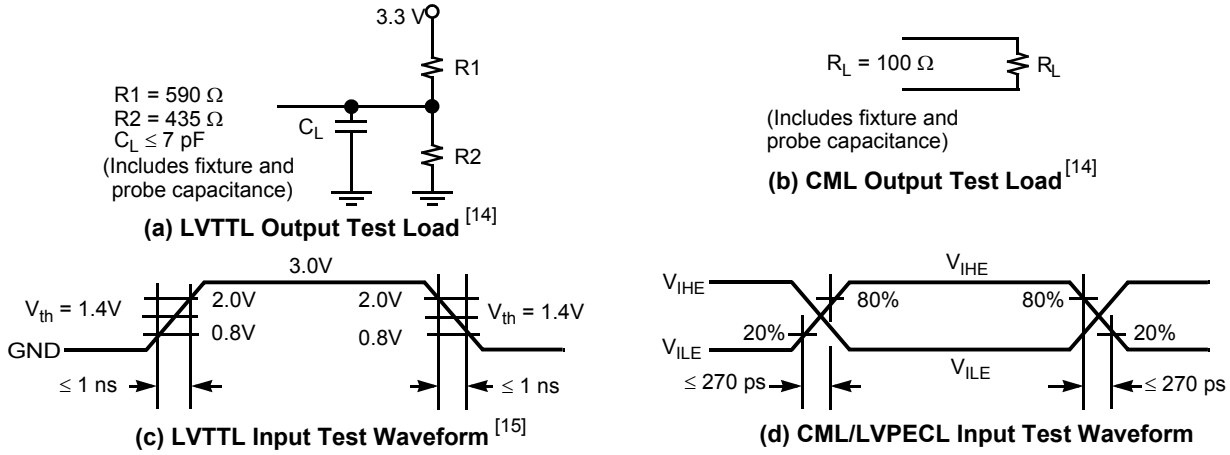 3.3 V
R1
R1 = 590 Ω
R2 = 435 Ω
C_L ≤ 7 pF
(Includes fixture and
probe capacitance)
C_L
R2
(a) LVTTL Output Test Load [14]
R_L = 100 Ω
R_L
(Includes fixture and
probe capacitance)
(b) CML Output Test Load [14]
3.0V
V_th = 1.4V
2.0V
0.8V
2.0V
0.8V
V_th = 1.4V
GND
≤ 1 ns
≤ 1 ns
(c) LVTTL Input Test Waveform [15]
V_IHE
V_IHE
80%
80%
20%
20%
V_ILE
V_ILE
≤ 270 ps
≤ 270 ps
(d) CML/LVPECL Input Test Waveform